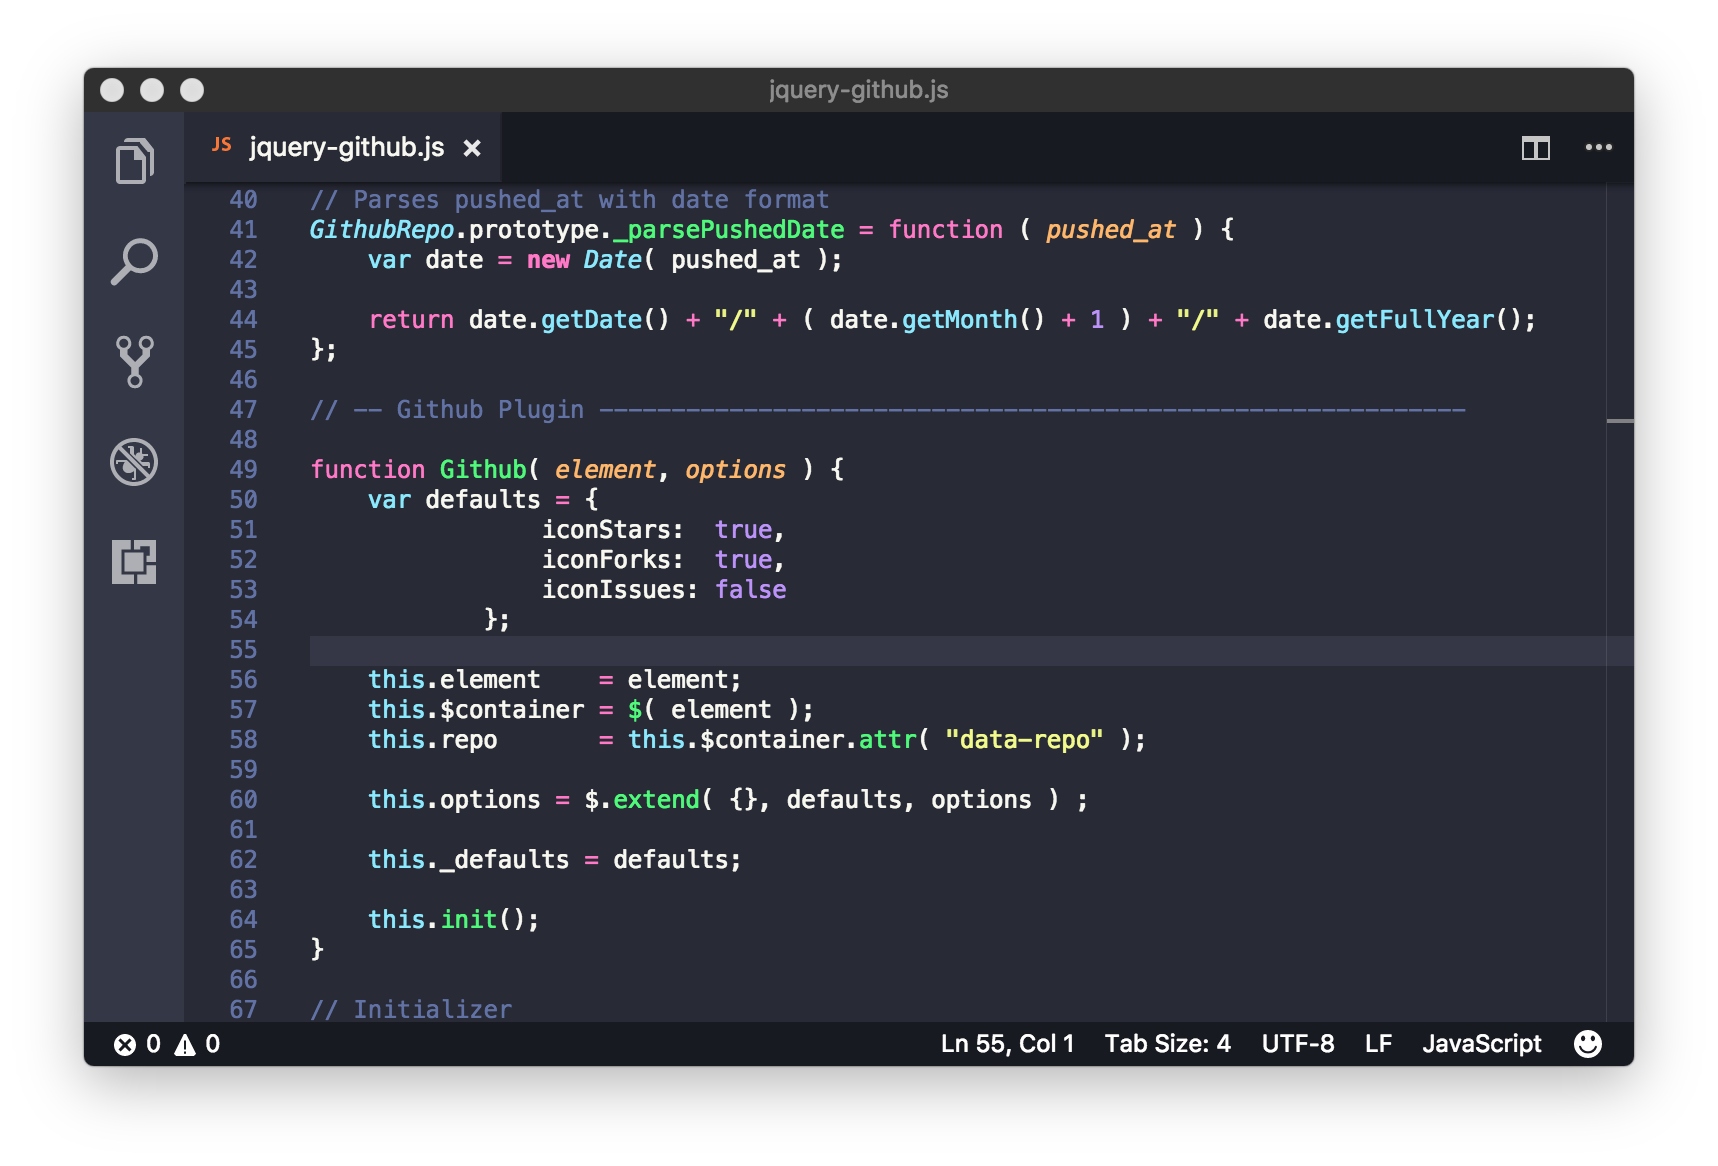 jquery-github.js
JS jquery-github.js ×
40 // Parses pushed_at with date format
41 GithubRepo.prototype._parsePushedDate = function ( pushed_at ) {
42     var date = new Date( pushed_at );
43
44     return date.getDate() + "/" + ( date.getMonth() + 1 ) + "/" + date.getFullYear();
45 };
46
47 // -- Github Plugin ------------------------------------------------------------
48
49 function Github( element, options ) {
50     var defaults = {
51                 iconStars:  true,
52                 iconForks:  true,
53                 iconIssues: false
54             };
55
56     this.element    = element;
57     this.$container = $( element );
58     this.repo       = this.$container.attr( "data-repo" );
59
60     this.options = $.extend( {}, defaults, options ) ;
61
62     this._defaults = defaults;
63
64     this.init();
65 }
66
67 // Initializer
0 0 Ln 55, Col 1 Tab Size: 4 UTF-8 LF JavaScript